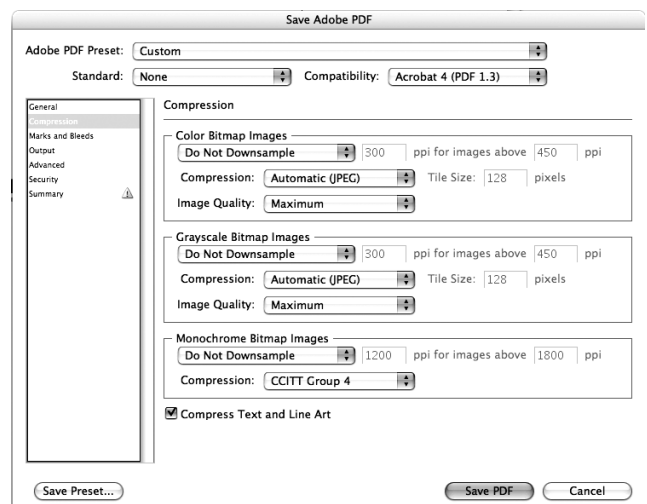 Save Adobe PDF
Adobe PDF Preset: Custom
Standard: None Compatibility: Acrobat 4 (PDF 1.3)
General
Compression
Marks and Bleeds
Output
Advanced
Security
Summary
Compression
Color Bitmap Images
Do Not Downsample 300 ppi for images above 450 ppi
Compression: Automatic (JPEG) Tile Size: 128 pixels
Image Quality: Maximum
Grayscale Bitmap Images
Do Not Downsample 300 ppi for images above 450 ppi
Compression: Automatic (JPEG) Tile Size: 128 pixels
Image Quality: Maximum
Monochrome Bitmap Images
Do Not Downsample 1200 ppi for images above 1800 ppi
Compression: CCITT Group 4
Compress Text and Line Art
Save Preset... Save PDF Cancel